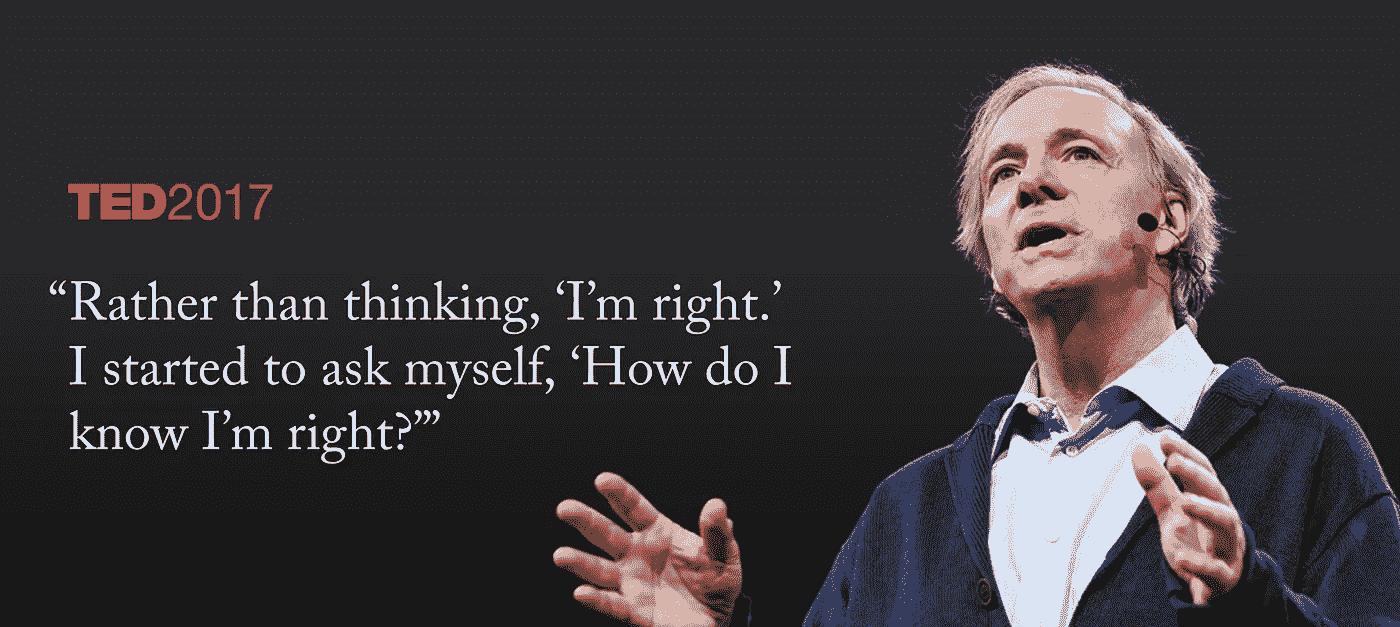 TED2017
“Rather than thinking, ‘I’m right.’
I started to ask myself, ‘How do I
know I’m right?’”